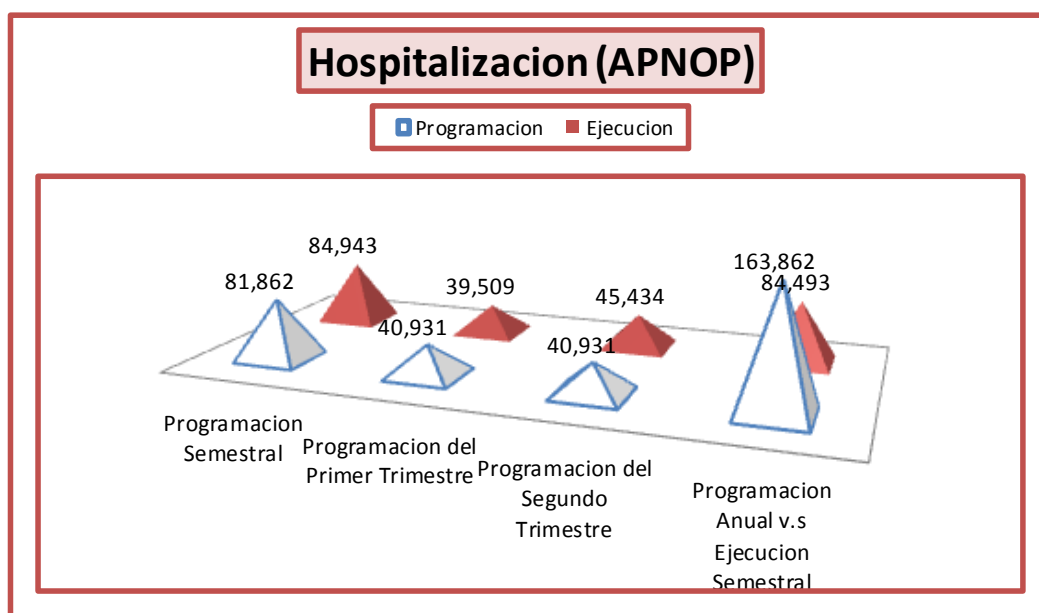 Hospitalizacion (APNOP)
Programacion Ejecucion
84,943
81,862
39,509
40,931
45,434
40,931
163,862
84,493
Programacion
Semestral
Programacion del
Primer Trimestre
Programacion del
Segundo
Trimestre
Programacion
Anual v.s
Ejecucion
Semestral